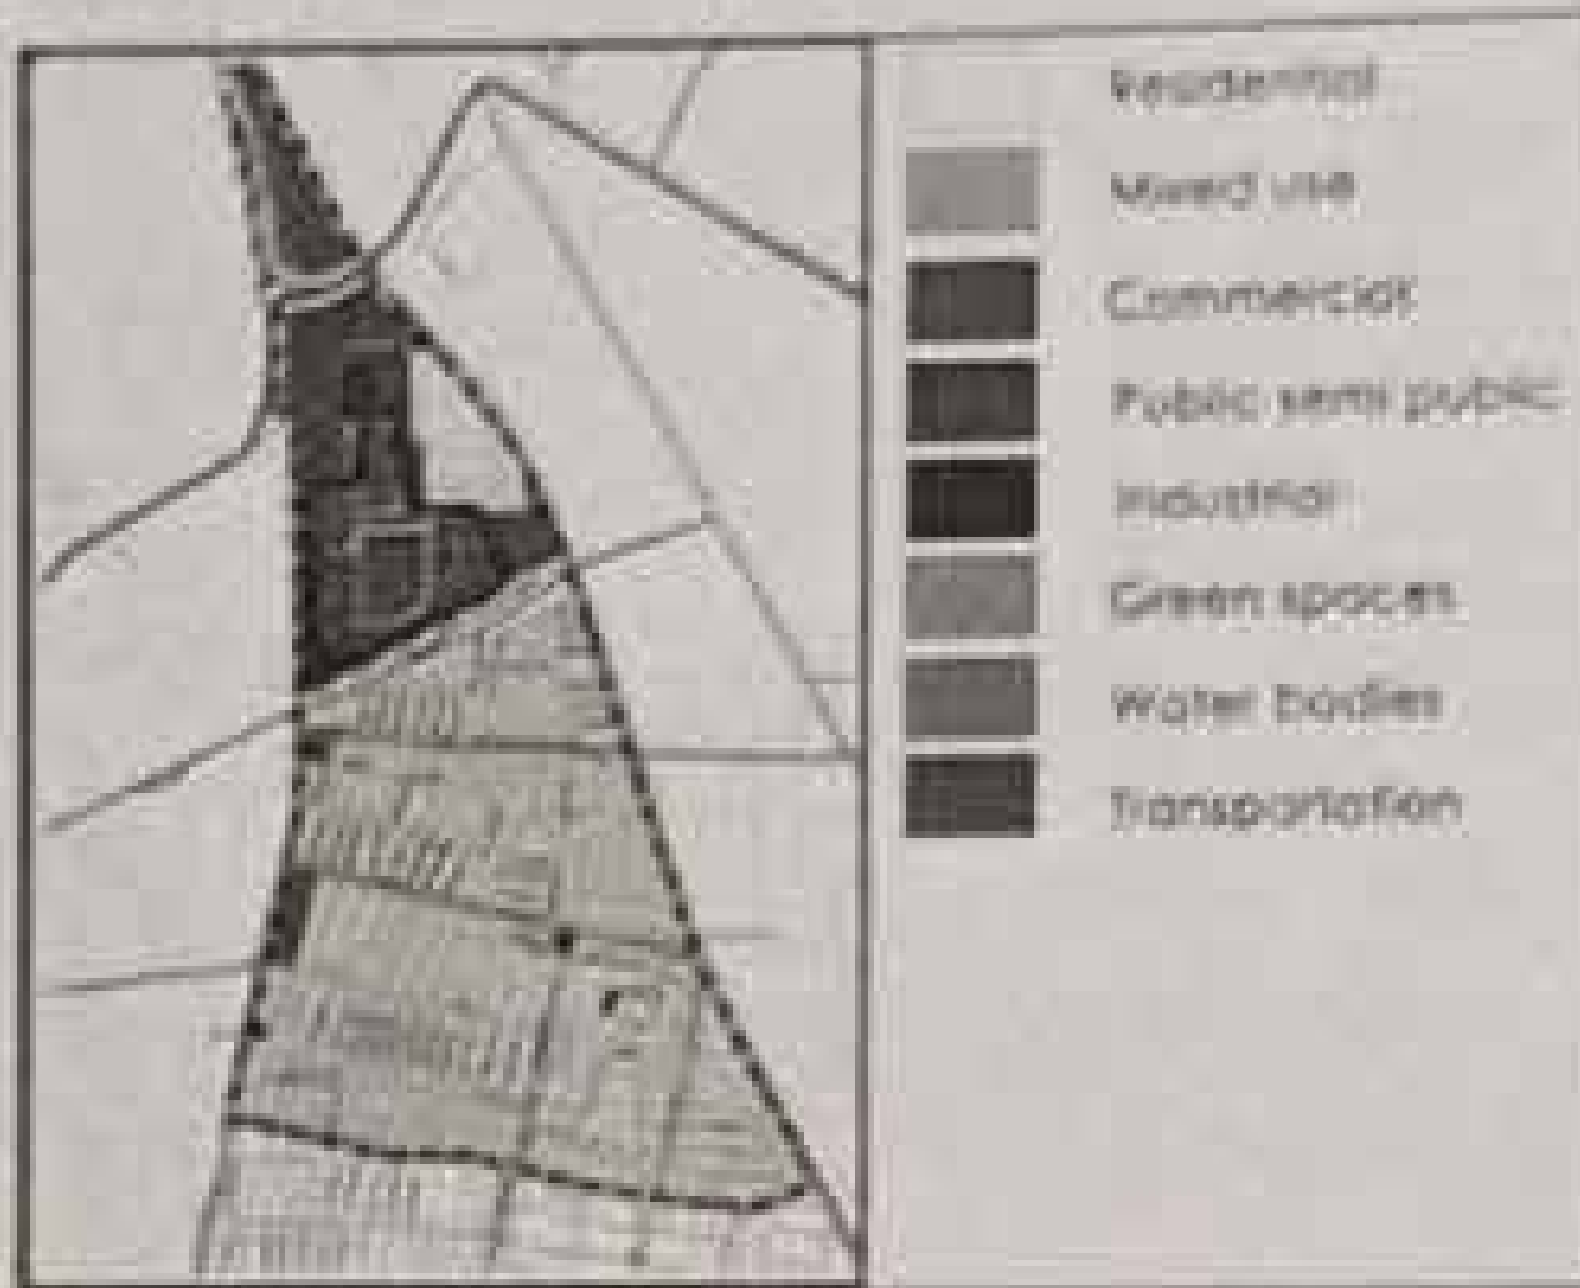 Residential
Mixed use
Commercial
Public semi public
Industrial
Green spaces
Water bodies
Transportation